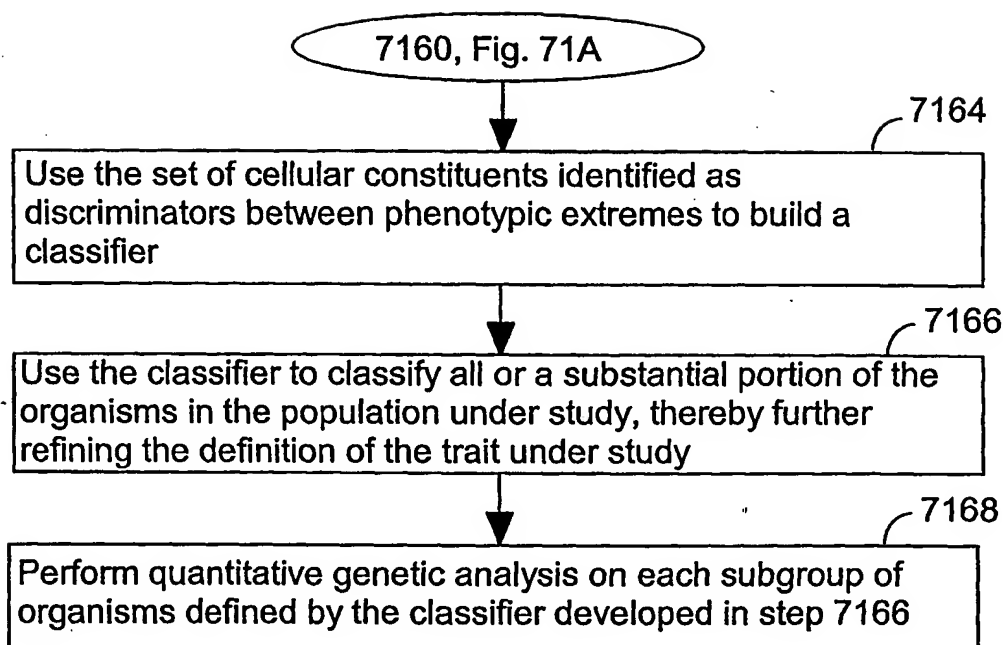 7160, Fig. 71A
7164
Use the set of cellular constituents identified as
discriminators between phenotypic extremes to build a
classifier
7166
Use the classifier to classify all or a substantial portion of the
organisms in the population under study, thereby further
refining the definition of the trait under study
7168
Perform quantitative genetic analysis on each subgroup of
organisms defined by the classifier developed in step 7166